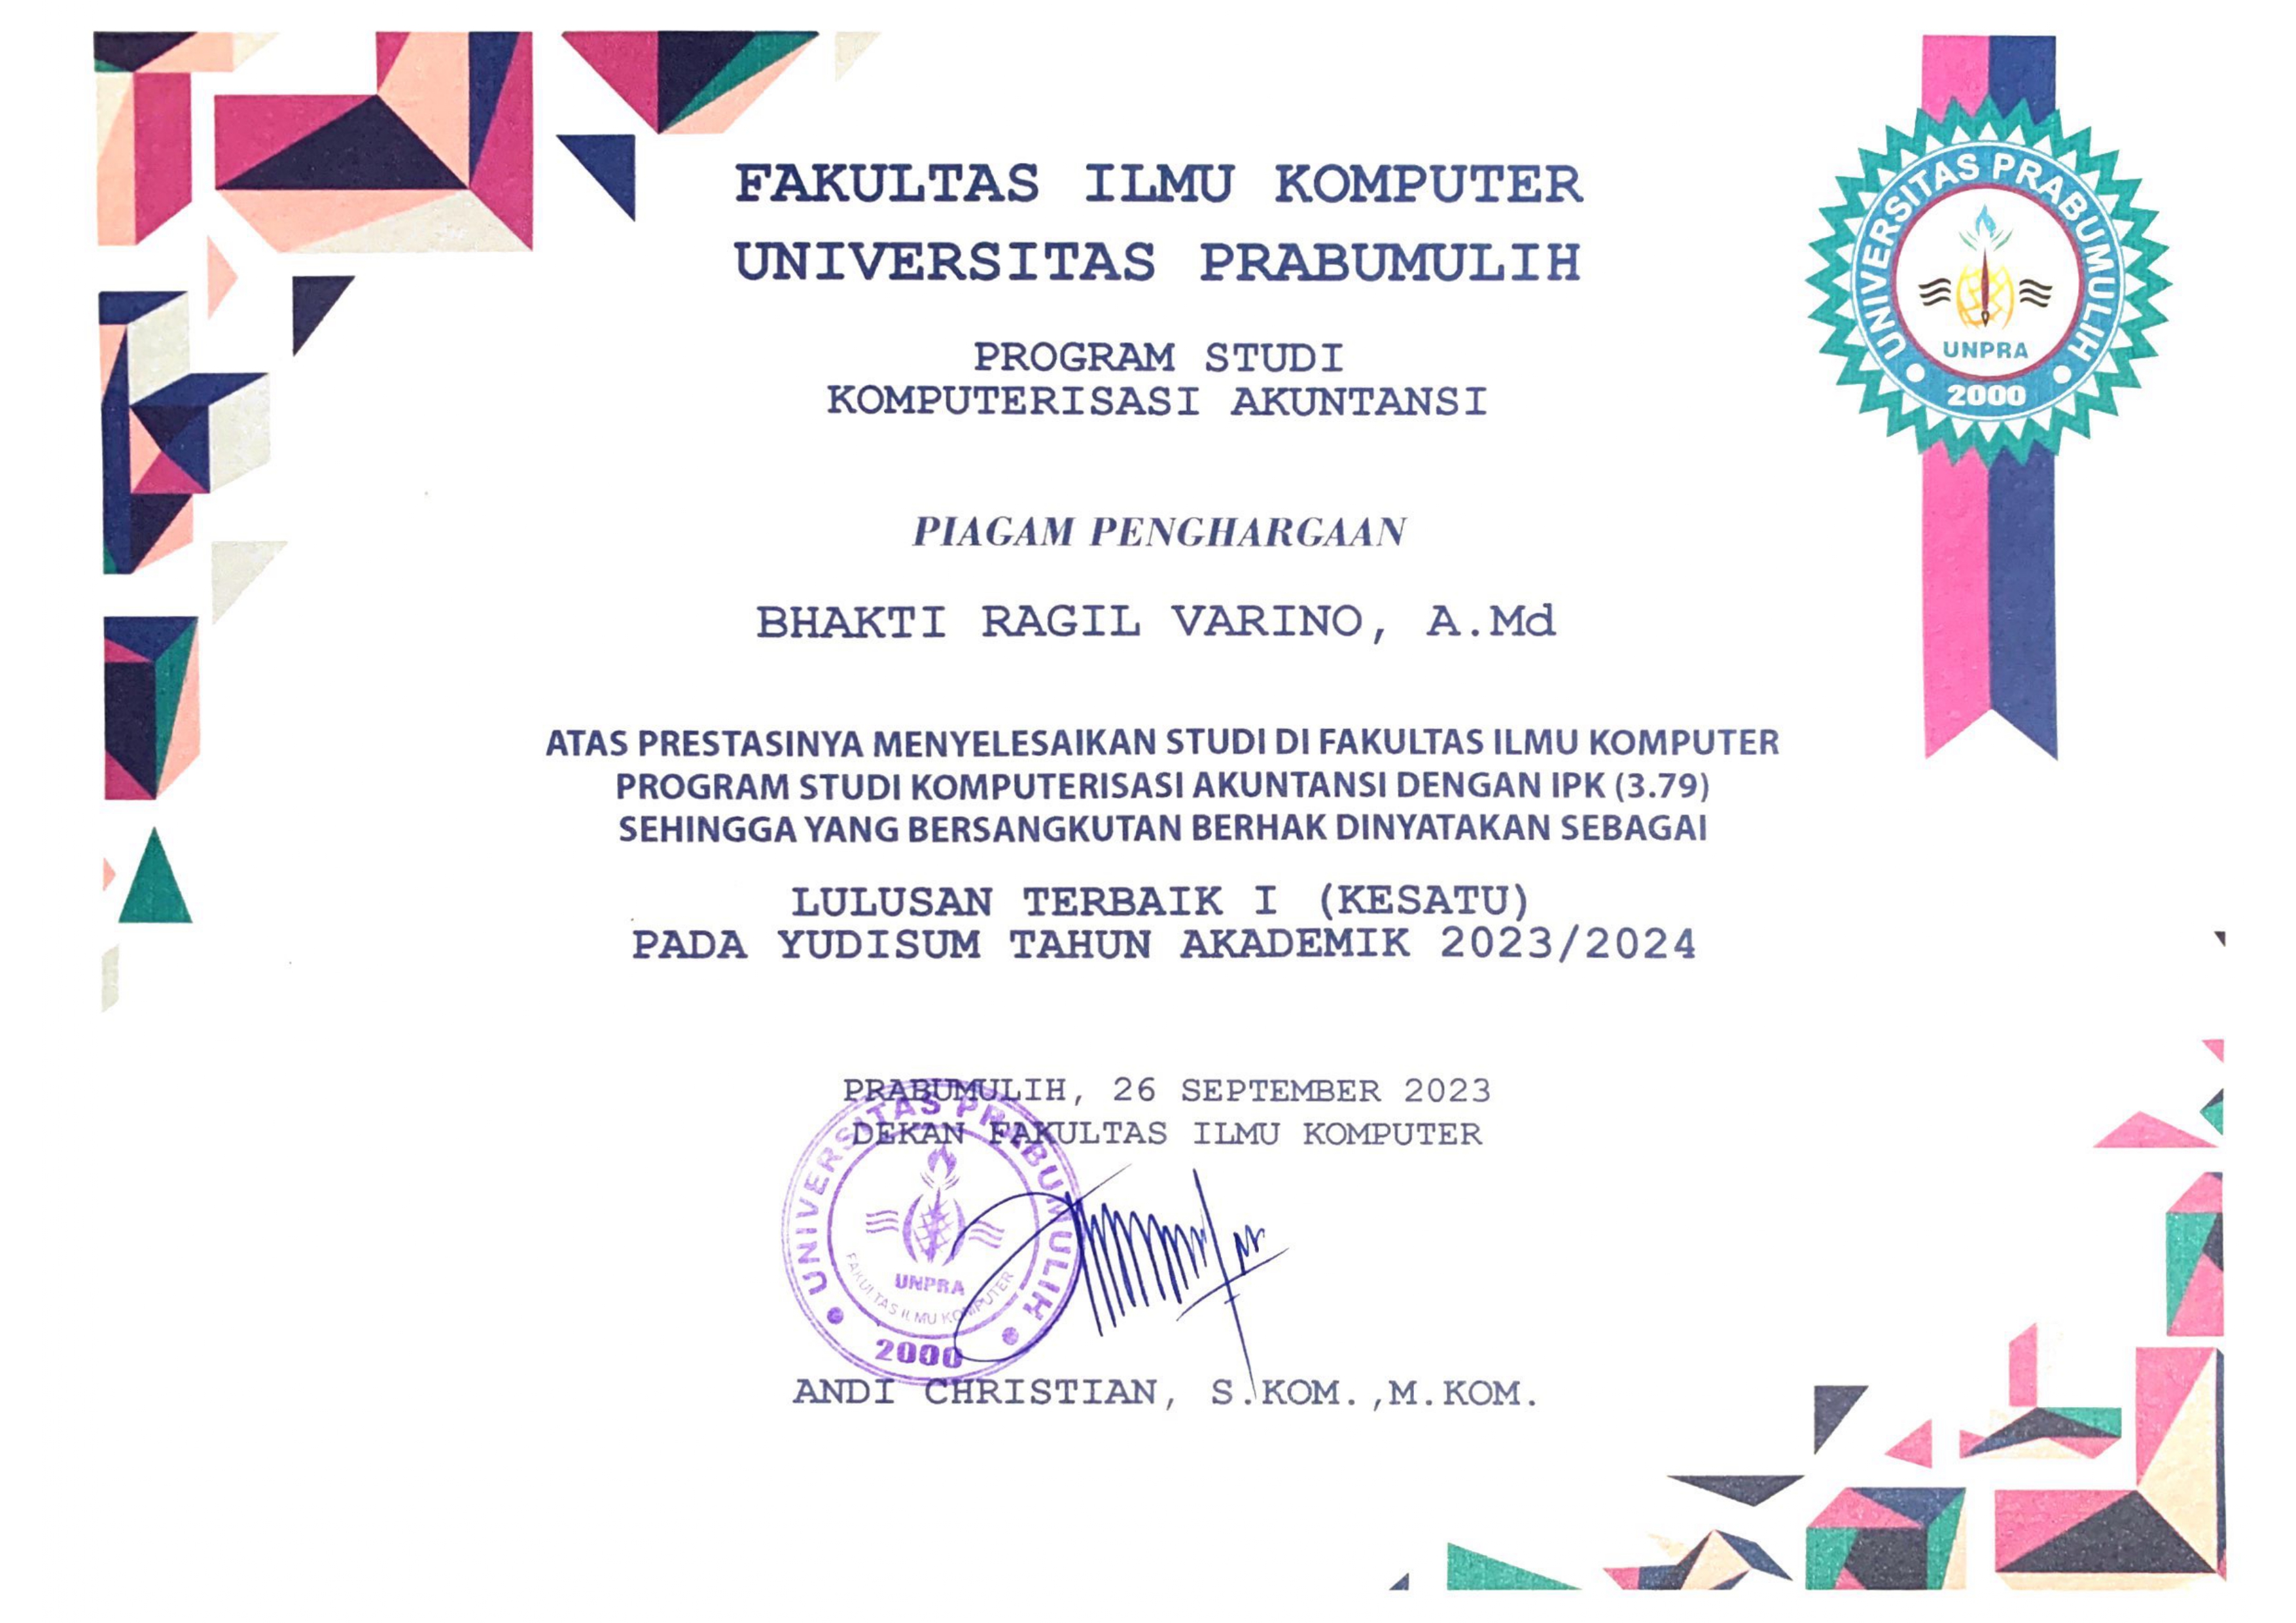 FAKULTAS ILMU KOMPUTER
UNIVERSITAS PRABUMULIH
UNIVERSITAS PRABUMULIH
UNPRA
2000
PROGRAM STUDI
KOMPUTERISASI AKUNTANSI
PIAGAM PENGHARGAAN
BHAKTI RAGIL VARINO, A.Md
ATAS PRESTASINYA MENYELESAIKAN STUDI DI FAKULTAS ILMU KOMPUTER
PROGRAM STUDI KOMPUTERISASI AKUNTANSI DENGAN IPK (3.79)
SEHINGGA YANG BERSANGKUTAN BERHAK DINYATAKAN SEBAGAI
LULUSAN TERBAIK I (KESATU)
PADA YUDISUM TAHUN AKADEMIK 2023/2024
PRABUMULIH, 26 SEPTEMBER 2023
DEKAN FAKULTAS ILMU KOMPUTER
UNIVERSITAS PRABUMULIH
UNPRA
FAKULTAS ILMU KOMPUTER
2000
ANDI CHRISTIAN, S.KOM.,M.KOM.